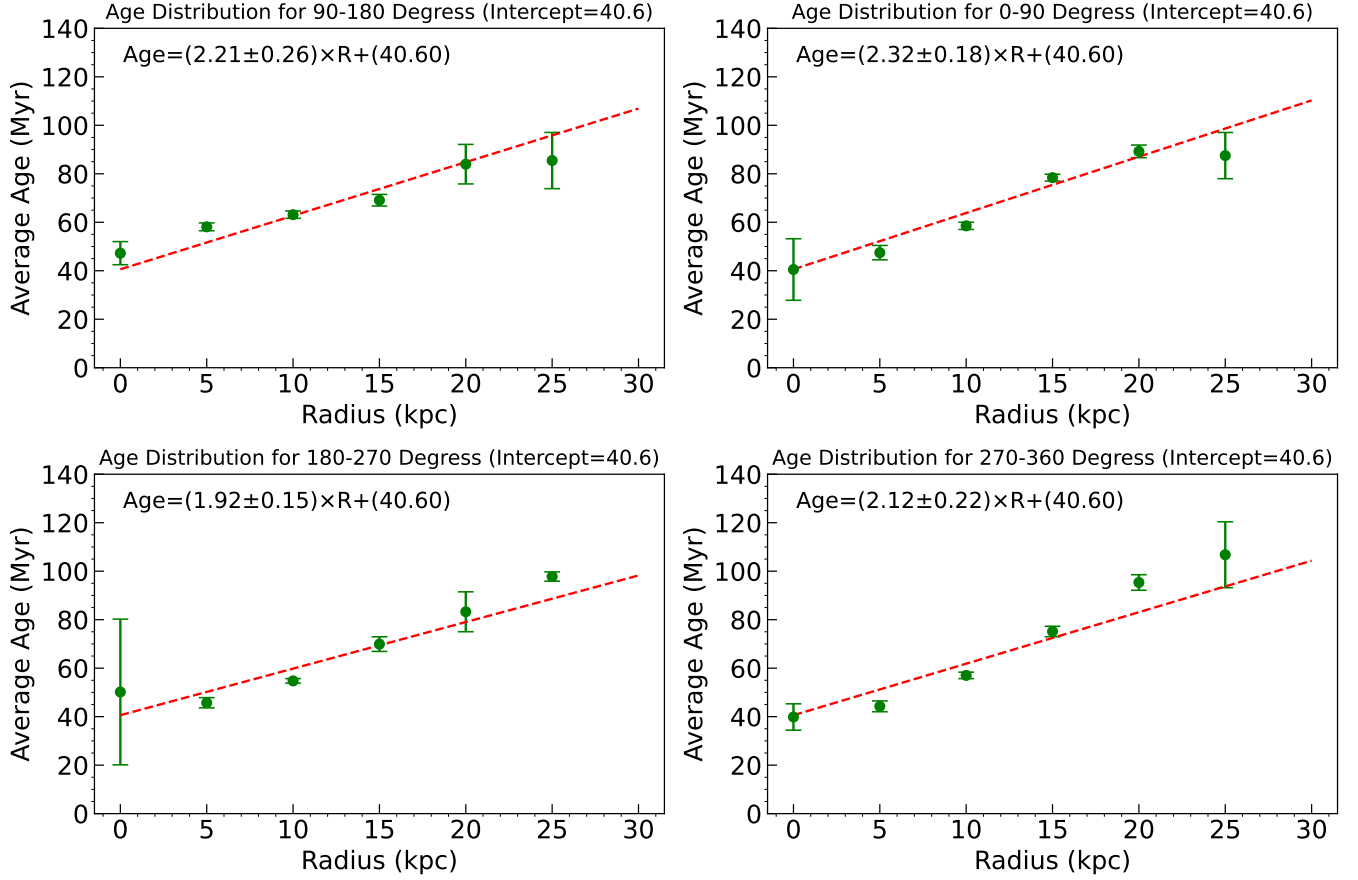 Age Distribution for 90-180 Degress (Intercept=40.6)
Age=(2.21±0.26)×R+(40.60)
Average Age (Myr)
140
120
100
80
60
40
20
0
0 5 10 15 20 25 30
Radius (kpc)
Age Distribution for 0-90 Degress (Intercept=40.6)
Age=(2.32±0.18)×R+(40.60)
Average Age (Myr)
140
120
100
80
60
40
20
0
0 5 10 15 20 25 30
Radius (kpc)
Age Distribution for 180-270 Degress (Intercept=40.6)
Age=(1.92±0.15)×R+(40.60)
Average Age (Myr)
140
120
100
80
60
40
20
0
0 5 10 15 20 25 30
Radius (kpc)
Age Distribution for 270-360 Degress (Intercept=40.6)
Age=(2.12±0.22)×R+(40.60)
Average Age (Myr)
140
120
100
80
60
40
20
0
0 5 10 15 20 25 30
Radius (kpc)